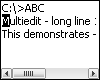 C:\>ABC
Multiedit - long line
This demonstrates -